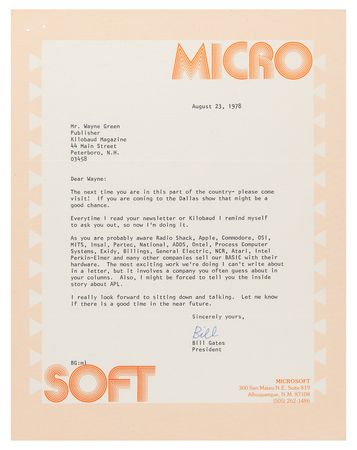 MICRO
August 23, 1978
Mr. Wayne Green
Publisher
Kilobaud Magazine
44 Main Street
Peterboro, N.H.
03458
Dear Wayne:
The next time you are in this part of the country- please come
visit! If you are coming to the Dallas show that might be a
good chance.
Everytime I read your newsletter or Kilobaud I remind myself
to ask you out, so now I'm doing it.
As you are probably aware Radio Shack, Apple, Commodore, OSI,
MITS, Imsai, Pertec, National, ADDS, Ontel, Process Computer
Systems, Exidy, Billings, General Electric, NCR, Atari, Intel
Perkin-Elmer and many other companies sell our BASIC with their
hardware. The most exciting work we're doing I can't write about
in a letter, but it involves a company you often guess about in
your columns. Also, I might be forced to tell you the inside
story about APL.
I really look forward to sitting down and talking. Let me know
if there is a good time in the near future.
Sincerely yours,
Bill
Bill Gates
President
BG:ml
SOFT
MICROSOFT
300 San Mateo N.E. Suite 819
Albuquerque, N.M. 87108
(505) 262-1486